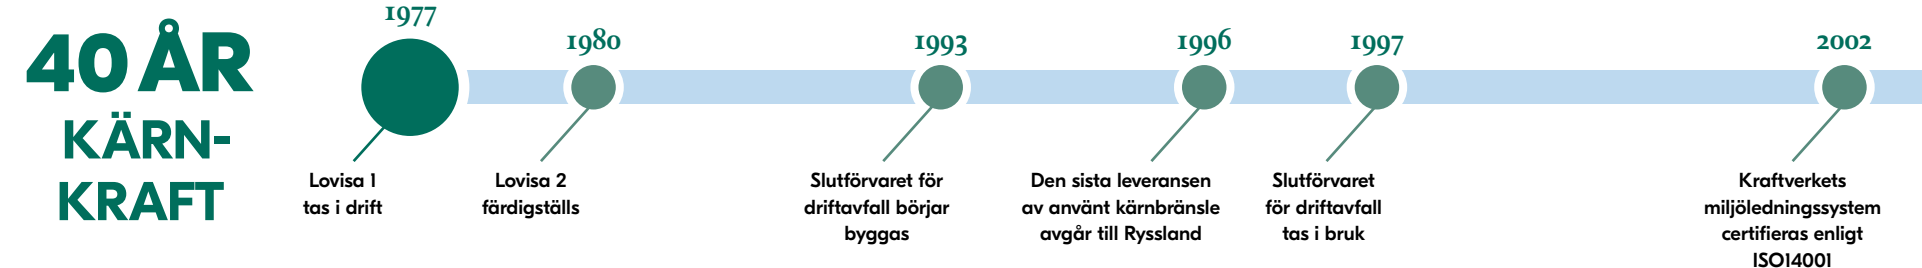 40 ÅR
KÄRN-
KRAFT
1977
Lovisa 1
tas i drift
1980
Lovisa 2
färdigställs
1993
Slutförvaret för
driftavfall börjar
byggas
1996
Den sista leveransen
av använt kärnbränsle
avgår till Ryssland
1997
Slutförvaret
för driftavfall
tas i bruk
2002
Kraftverkets
miljöledningssystem
certifieras enligt
ISO14001